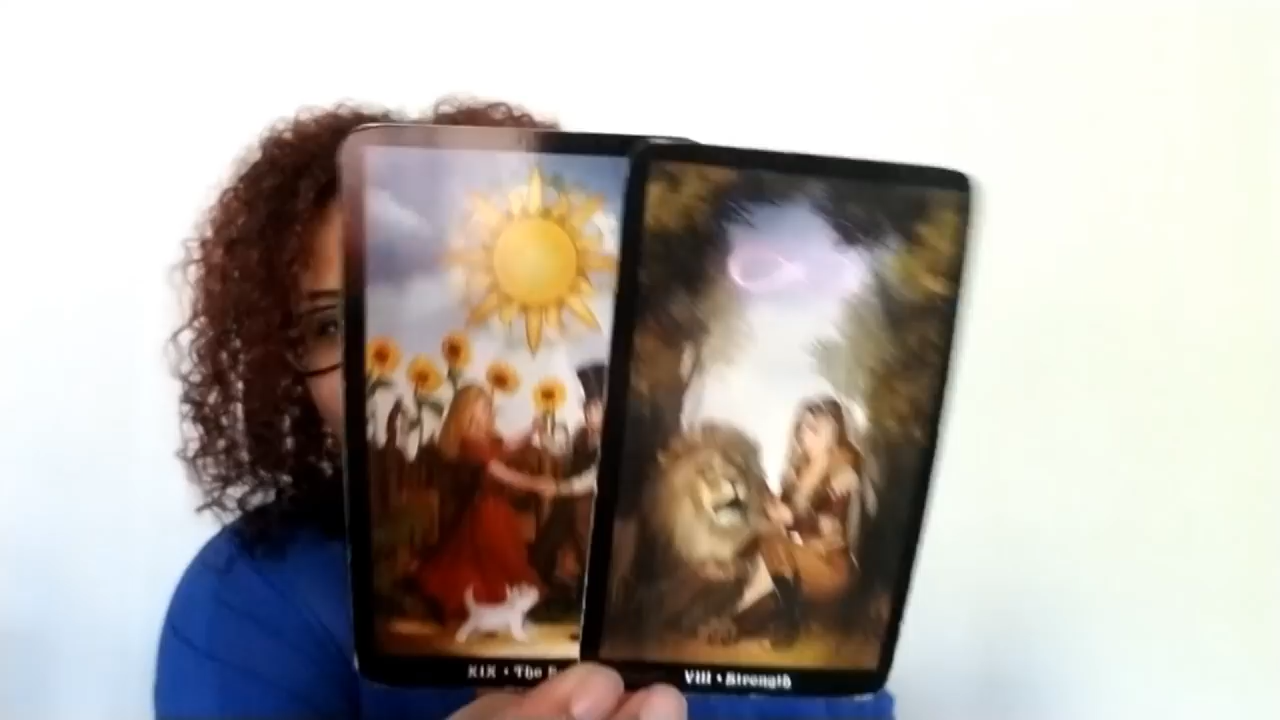 XIX • The
VIII • Strength